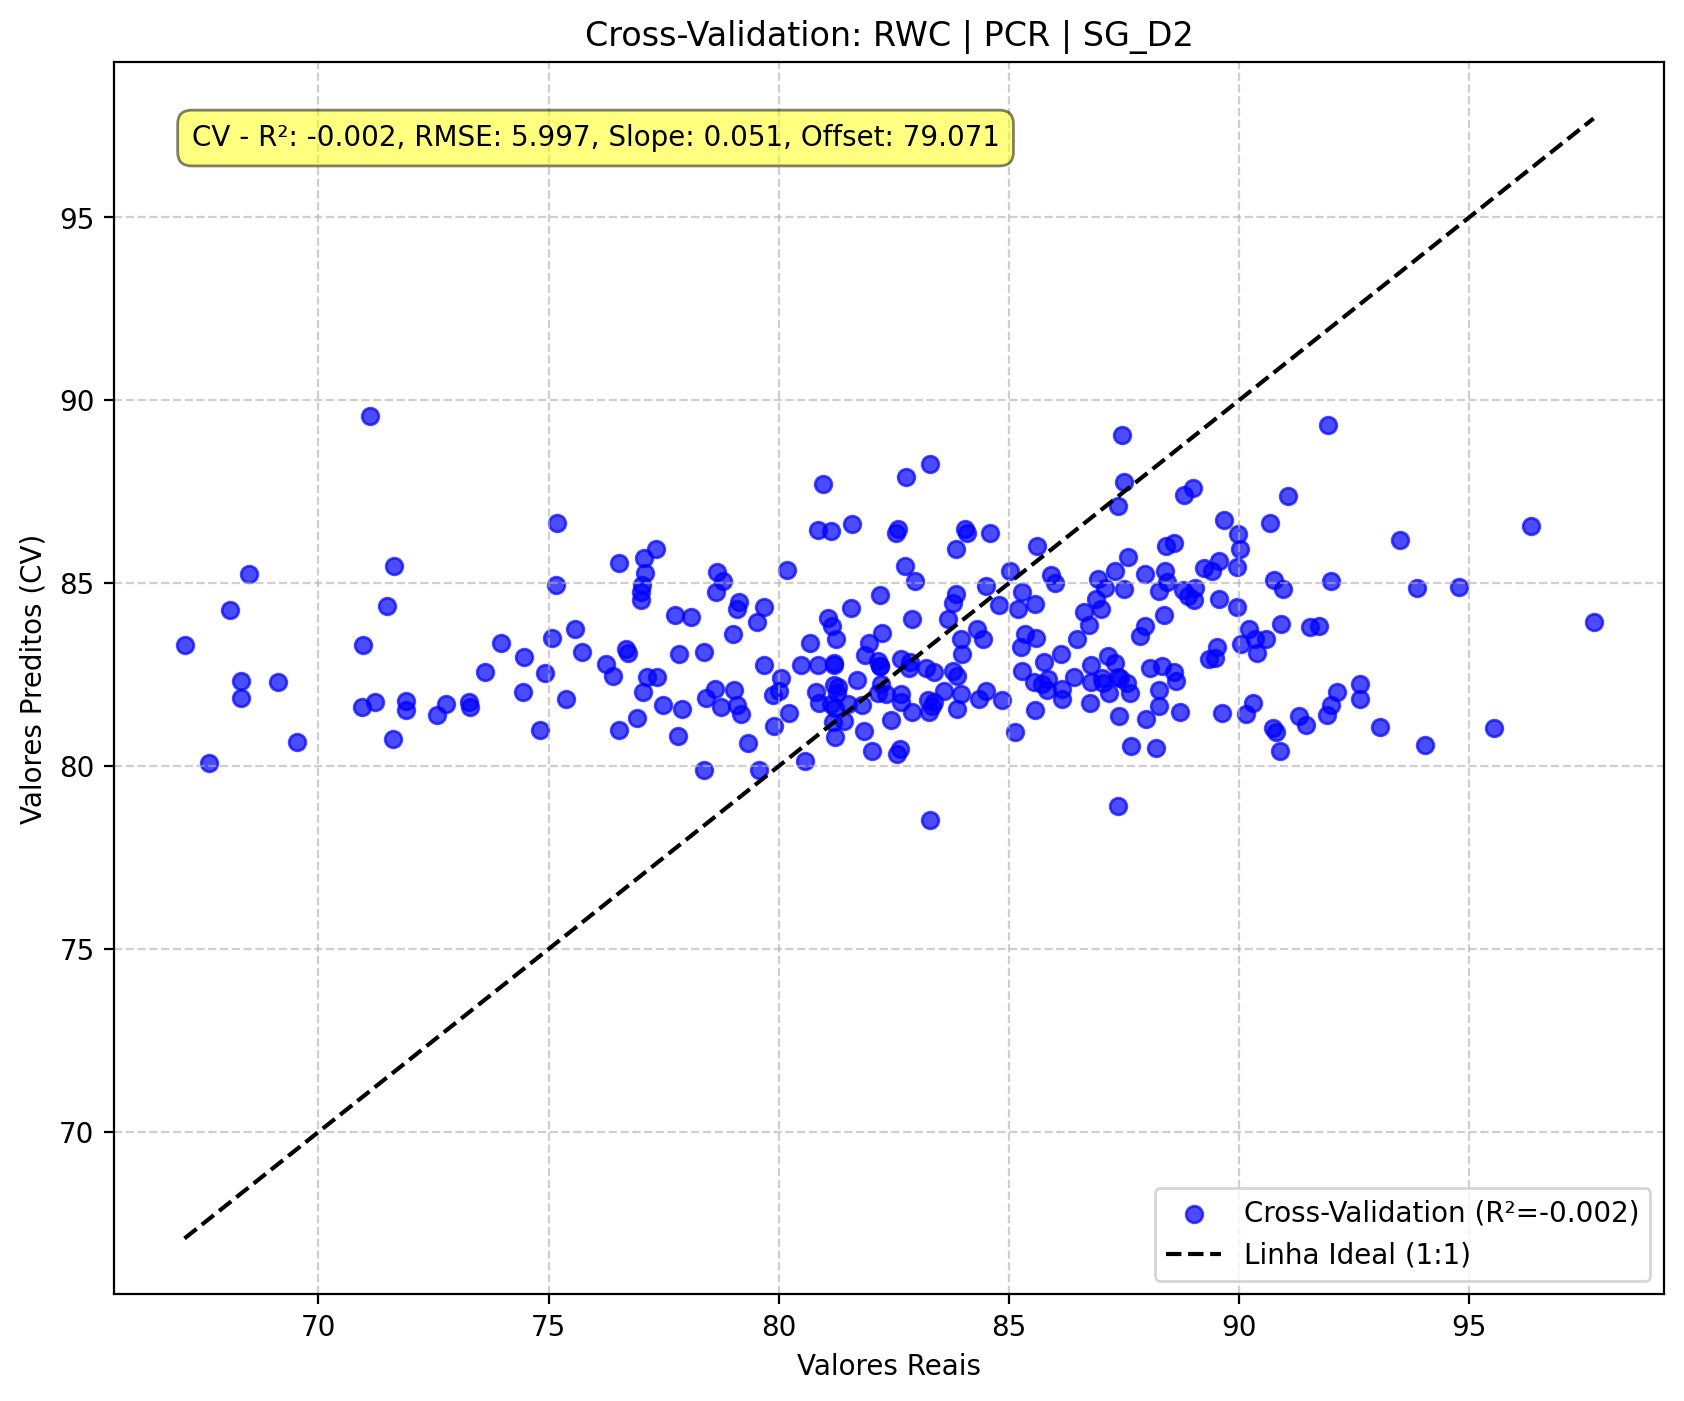 Cross-Validation: RWC | PCR | SG_D2
CV - R²: -0.002, RMSE: 5.997, Slope: 0.051, Offset: 79.071
Valores Preditos (CV)
95
90
85
80
75
70
Cross-Validation (R²=-0.002)
Linha Ideal (1:1)
70 75 80 85 90 95
Valores Reais